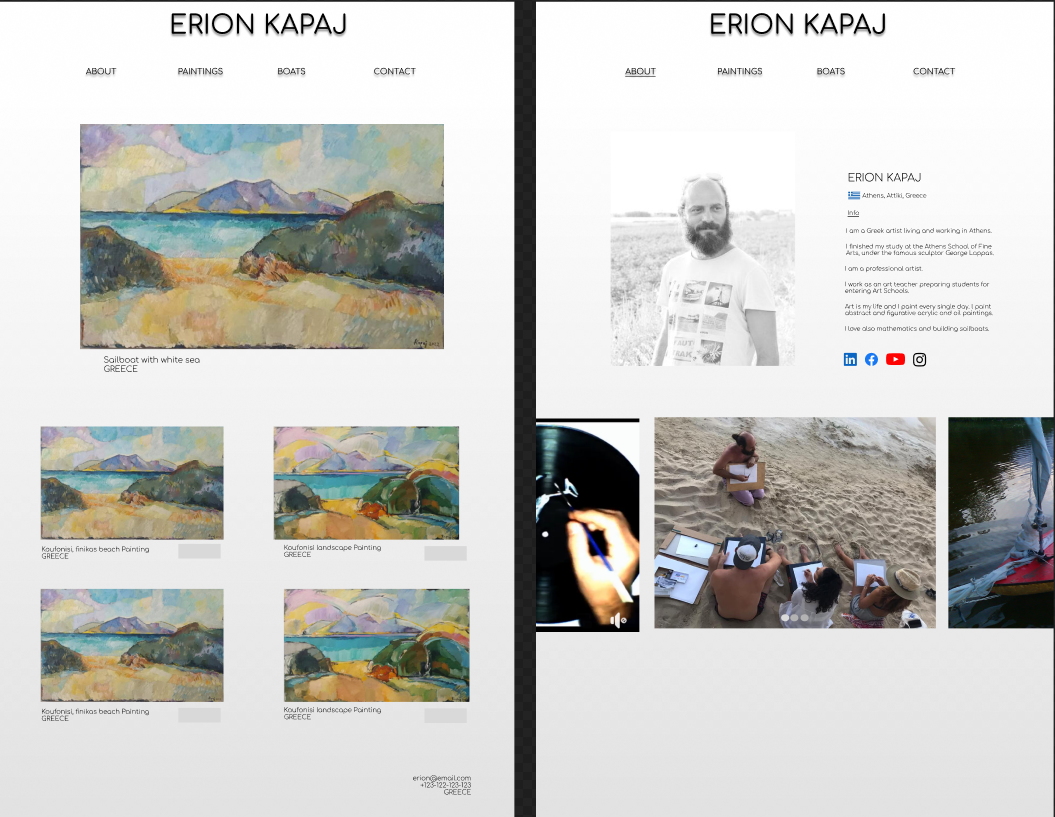 ERION KAPAJ
ABOUT PAINTINGS BOATS CONTACT
Sailboat with white sea
GREECE
Koufonisi, finikas beach Painting
GREECE
Koufonisi landscape Painting
GREECE
Koufonisi, finikas beach Painting
GREECE
Koufonisi landscape Painting
GREECE
erion@email.com
+123-122-123-123
GREECE
ERION KAPAJ
ABOUT PAINTINGS BOATS CONTACT
ERION KAPAJ
Athens, Attiki, Greece
Info
I am a Greek artist living and working in Athens.
I finished my study at the Athens School of Fine
Arts, under the famous sculptor George Lappas.
I am a professional artist.
I work as an art teacher preparing students for
entering Art Schools.
Art is my life and I paint every single day. I paint
abstract and figurative acrylic and oil paintings.
I love also mathematics and building sailboats.
in